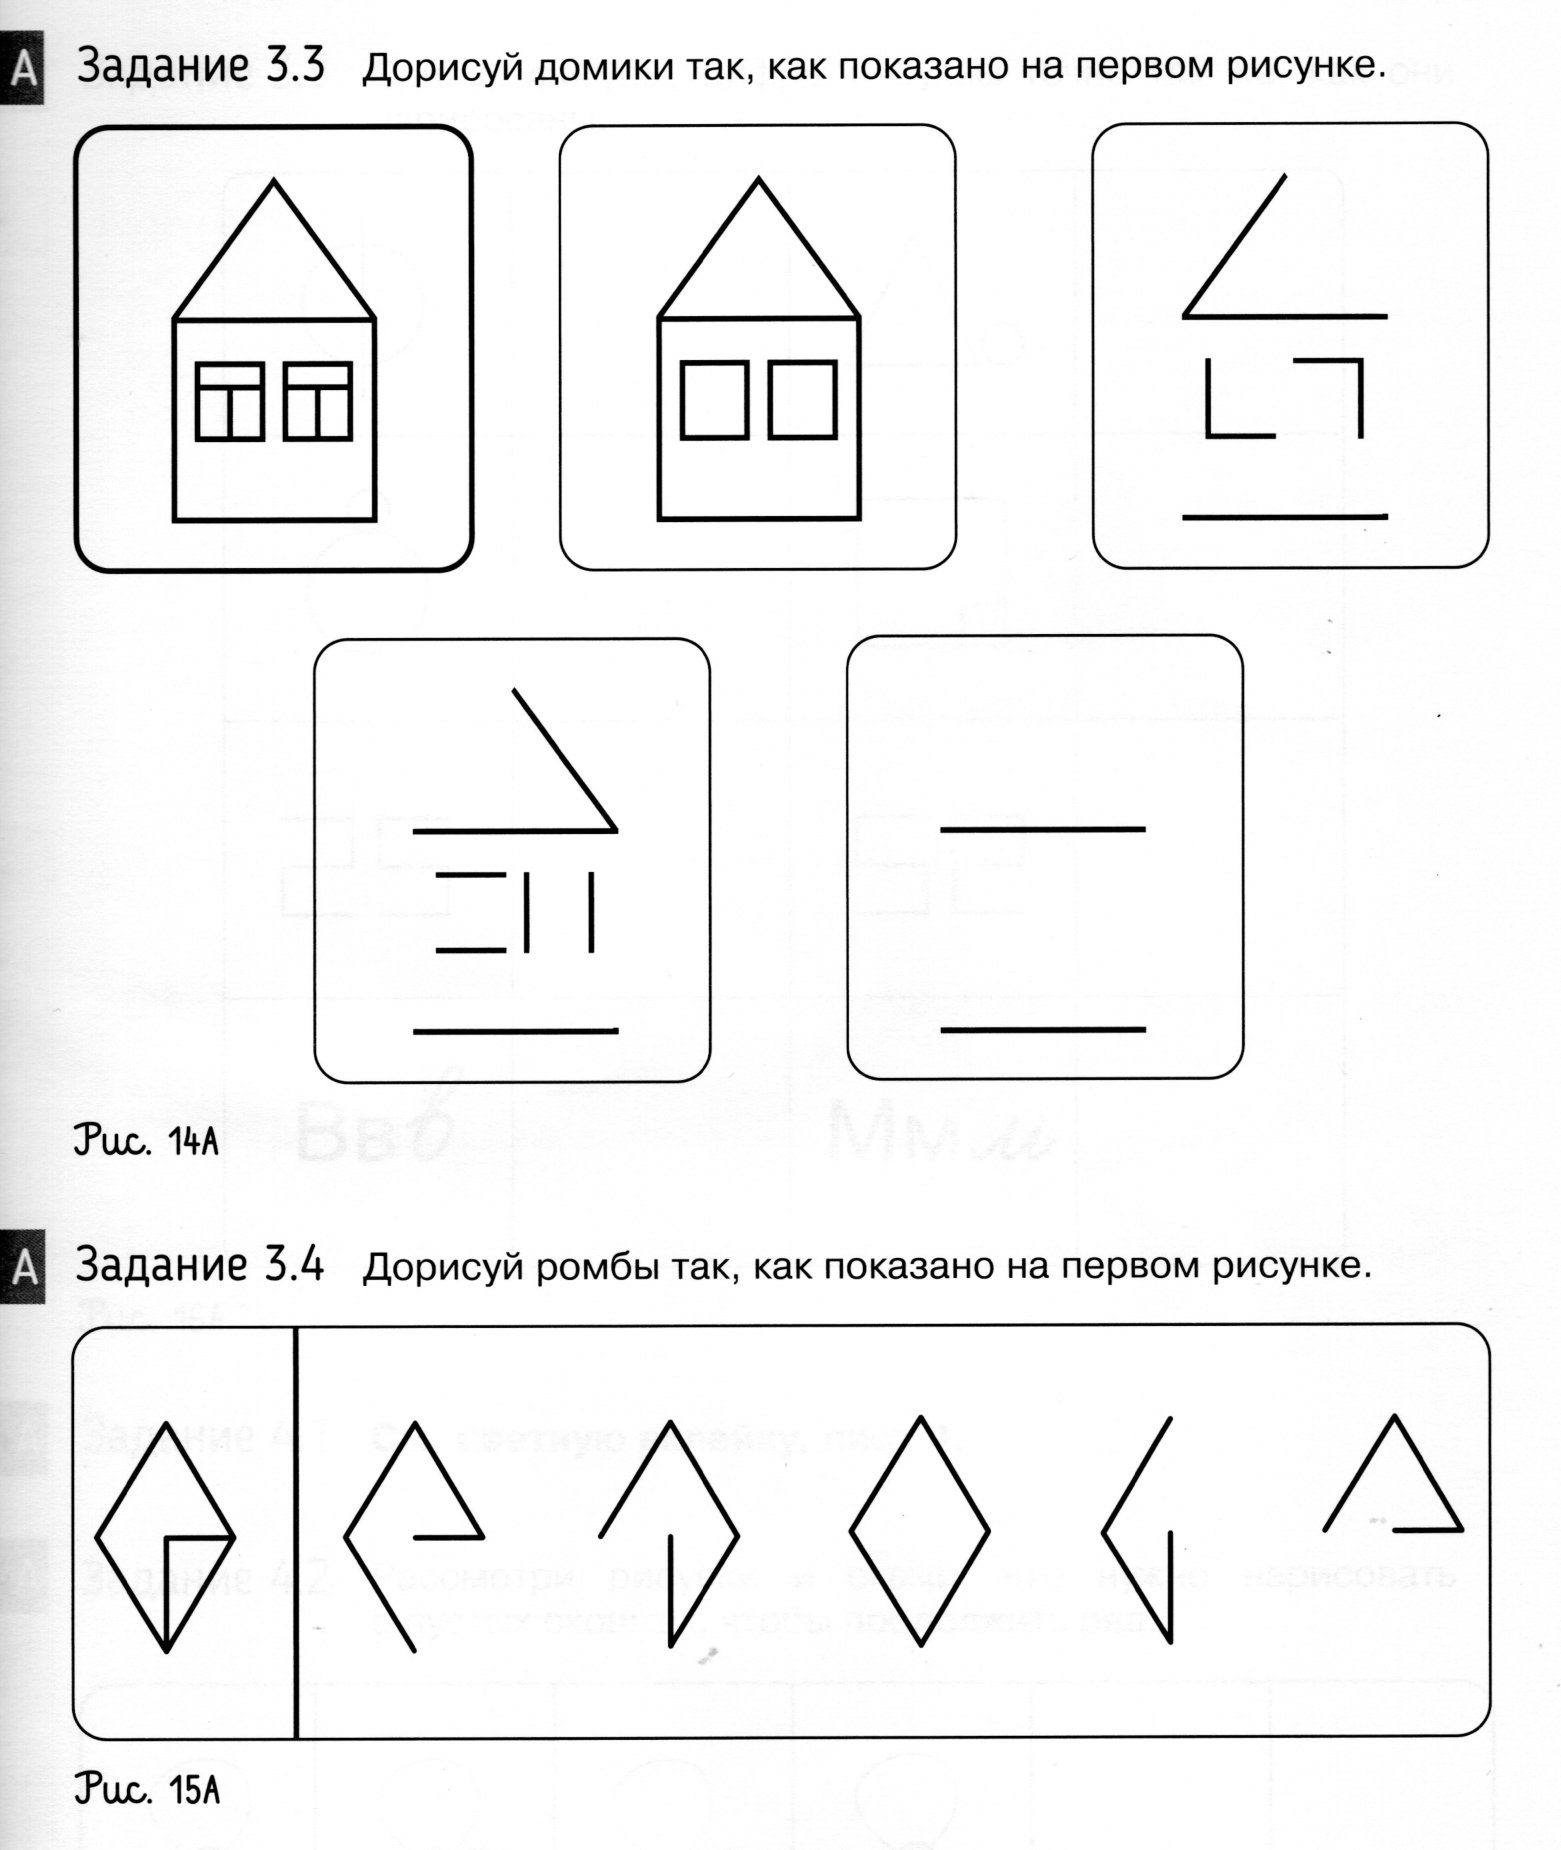 А Задание 3.3 Дорисуй домики так, как показано на первом рисунке.
Рис. 14А
А Задание 3.4 Дорисуй ромбы так, как показано на первом рисунке.
Рис. 15А